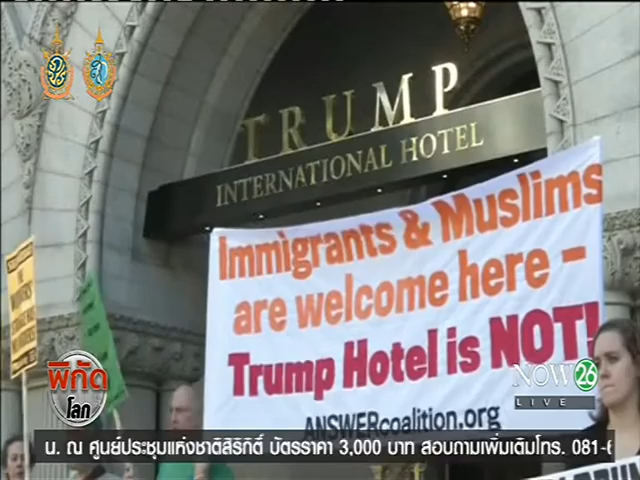 TRUMP
INTERNATIONAL HOTEL
Immigrants & Muslims
are welcome here –
Trump Hotel is NOT!
ANSWERcoalition.org
พิกัด
โลก
NOW26
LIVE
น. ณ ศูนย์ประชุมแห่งชาติสิริกิติ์ บัตรราคา 3,000 บาท สอบถามเพิ่มเติมโทร. 081-6